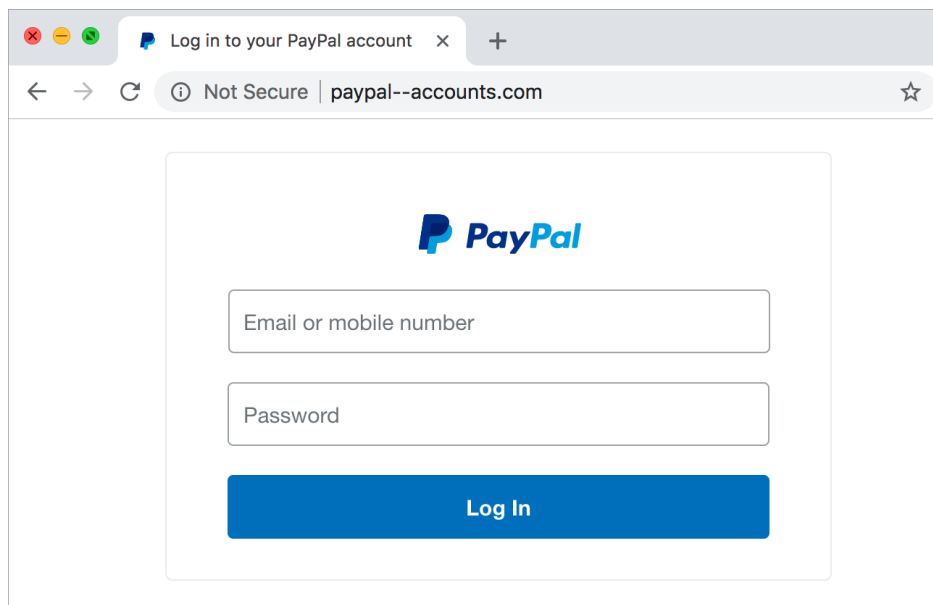 Log in to your PayPal account
Not Secure | paypal--accounts.com
PayPal
Email or mobile number
Password
Log In